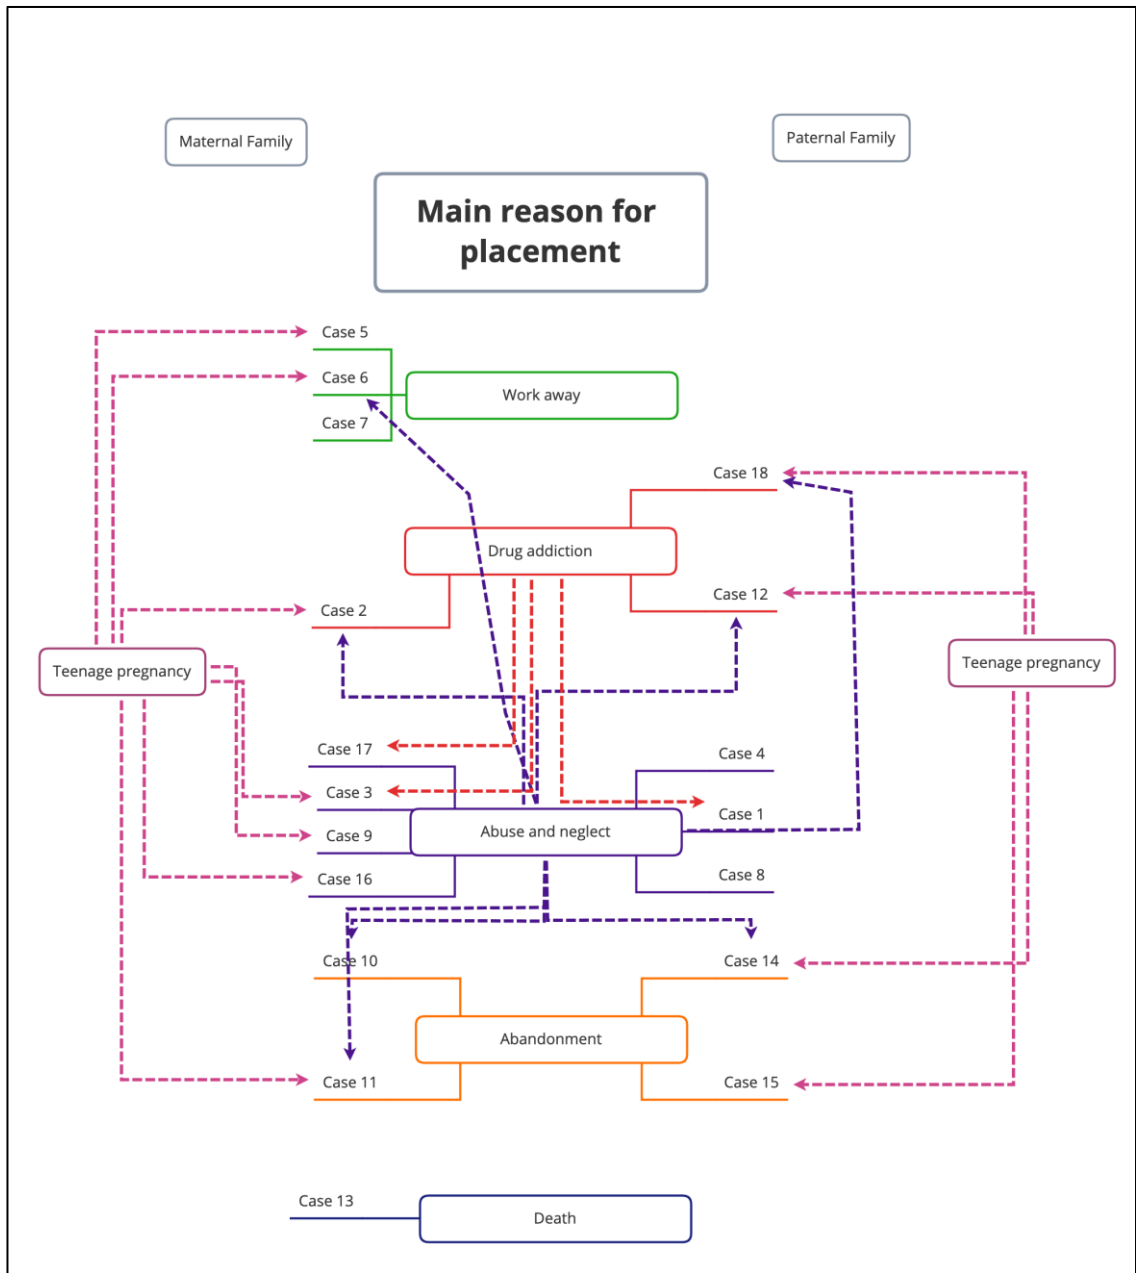 Maternal Family
Paternal Family
Main reason for
placement
Case 5
Case 6
Work away
Case 7
Case 18
Drug addiction
Case 12
Case 2
Teenage pregnancy
Teenage pregnancy
Case 17
Case 4
Case 3
Case 1
Abuse and neglect
Case 9
Case 8
Case 16
Case 10
Case 14
Abandonment
Case 11
Case 15
Case 13
Death